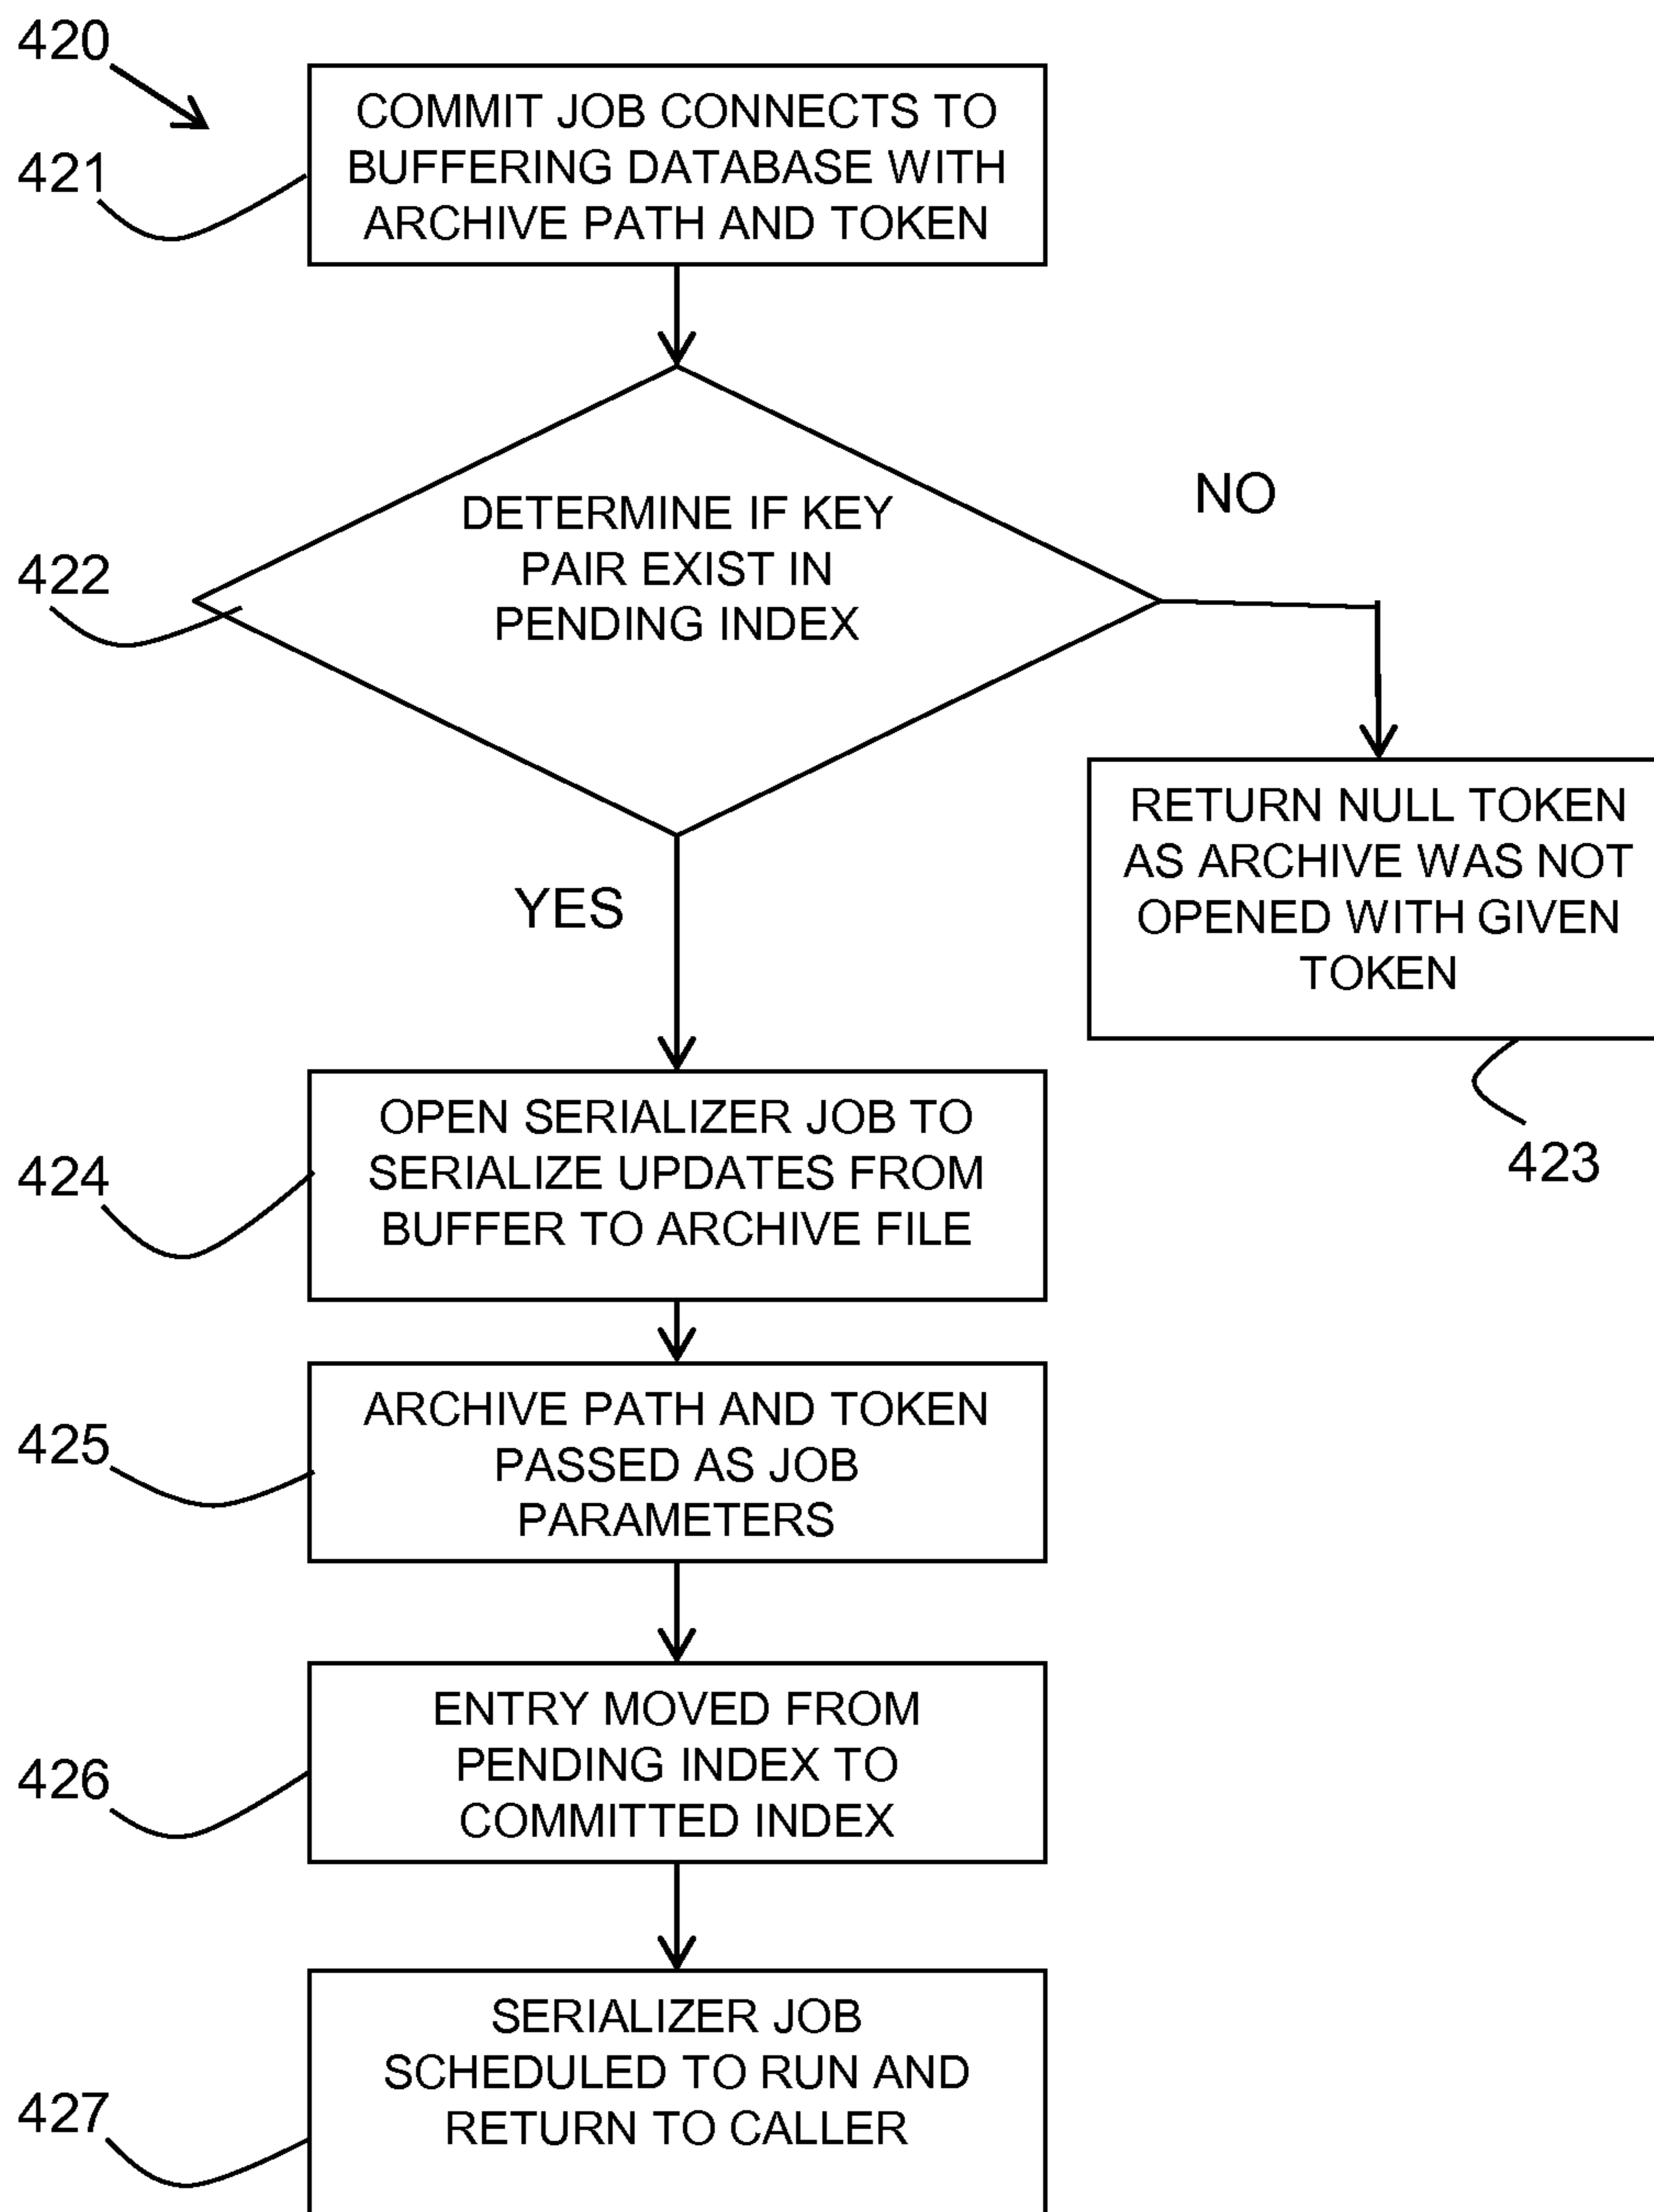 420
COMMIT JOB CONNECTS TO
BUFFERING DATABASE WITH
ARCHIVE PATH AND TOKEN
421
DETERMINE IF KEY
PAIR EXIST IN
PENDING INDEX
422
NO
RETURN NULL TOKEN
AS ARCHIVE WAS NOT
OPENED WITH GIVEN
TOKEN
423
YES
OPEN SERIALIZER JOB TO
SERIALIZE UPDATES FROM
BUFFER TO ARCHIVE FILE
424
ARCHIVE PATH AND TOKEN
PASSED AS JOB
PARAMETERS
425
ENTRY MOVED FROM
PENDING INDEX TO
COMMITTED INDEX
426
SERIALIZER JOB
SCHEDULED TO RUN AND
RETURN TO CALLER
427